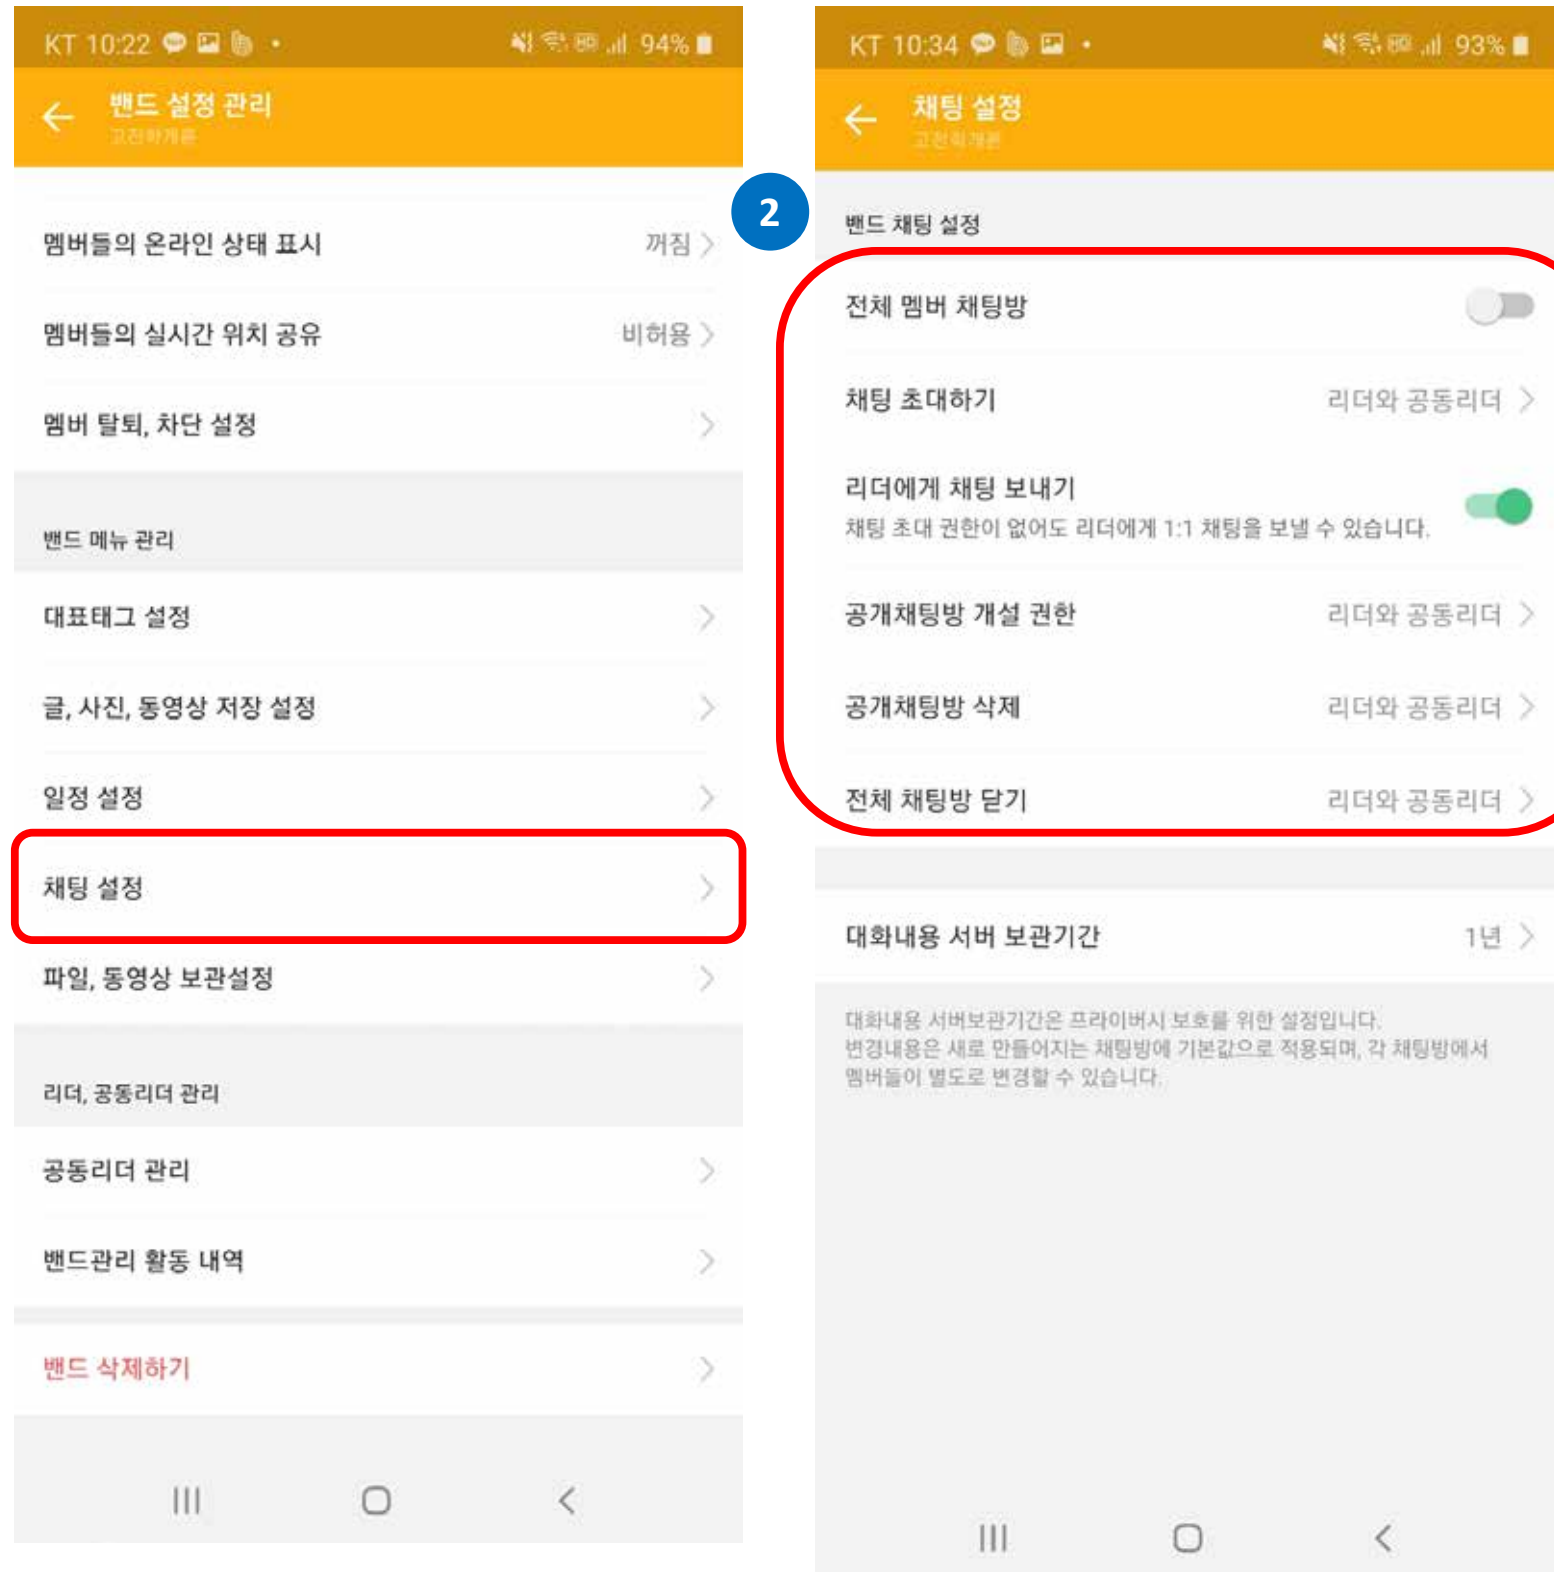 KT 10:22
94%
밴드 설정 관리
고전학개론
멤버들의 온라인 상태 표시
꺼짐
멤버들의 실시간 위치 공유
비허용
멤버 탈퇴, 차단 설정
밴드 메뉴 관리
대표태그 설정
글, 사진, 동영상 저장 설정
일정 설정
채팅 설정
파일, 동영상 보관설정
리더, 공동리더 관리
공동리더 관리
밴드관리 활동 내역
밴드 삭제하기
2
KT 10:34
93%
채팅 설정
고전학개론
밴드 채팅 설정
전체 멤버 채팅방
채팅 초대하기
리더와 공동리더
리더에게 채팅 보내기
채팅 초대 권한이 없어도 리더에게 1:1 채팅을 보낼 수 있습니다.
공개채팅방 개설 권한
리더와 공동리더
공개채팅방 삭제
리더와 공동리더
전체 채팅방 닫기
리더와 공동리더
대화내용 서버 보관기간
1년
대화내용 서버보관기간은 프라이버시 보호를 위한 설정입니다.
변경내용은 새로 만들어지는 채팅방에 기본값으로 적용되며, 각 채팅방에서
멤버들이 별도로 변경할 수 있습니다.